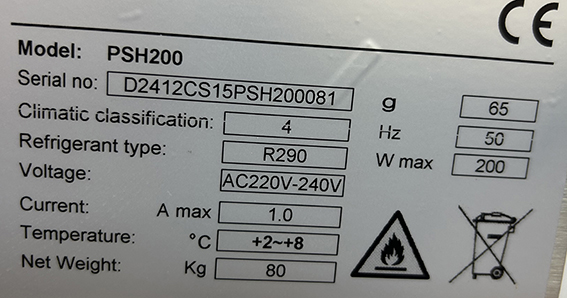 CE
Model: PSH200
Serial no: D2412CS15PSH200081 g 65
Climatic classification: 4 Hz 50
Refrigerant type: R290 W max 200
Voltage: AC220V-240V
Current: A max 1.0
Temperature: °C +2~+8
Net Weight: Kg 80